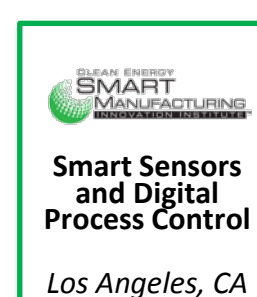 CLEAN ENERGY
SMART
MANUFACTURING
INNOVATION INSTITUTE
Smart Sensors
and Digital
Process Control
Los Angeles, CA